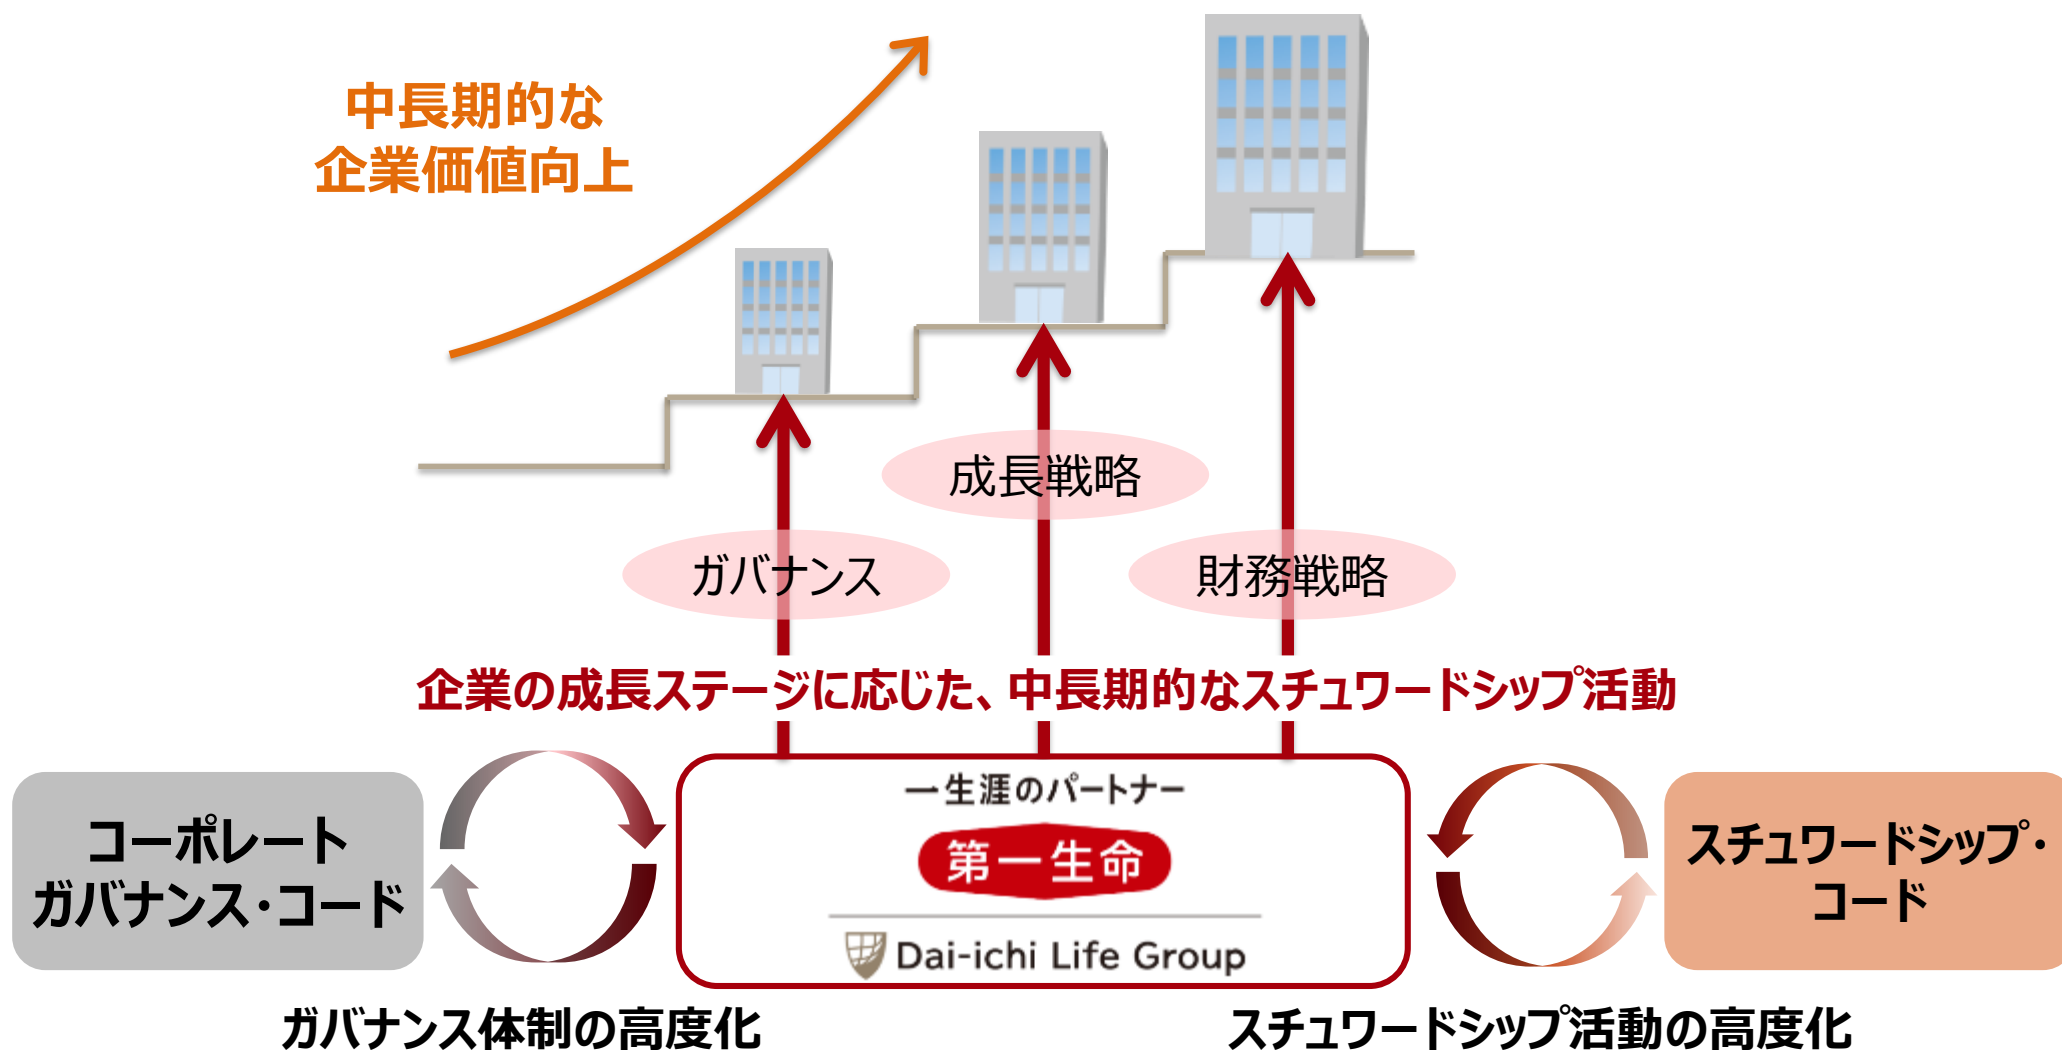 中長期的な
企業価値向上
成長戦略
ガバナンス
財務戦略
企業の成長ステージに応じた、中長期的なスチュワードシップ活動
コーポレート
ガバナンス・コード
一生涯のパートナー
第一生命
Dai-ichi Life Group
スチュワードシップ・
コード
ガバナンス体制の高度化
スチュワードシップ活動の高度化